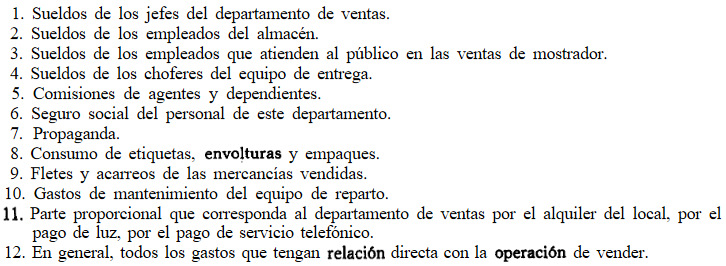 1. Sueldos de los jefes del departamento de ventas.
2. Sueldos de los empleados del almacén.
3. Sueldos de los empleados que atienden al público en las ventas de mostrador.
4. Sueldos de los choferes del equipo de entrega.
5. Comisiones de agentes y dependientes.
6. Seguro social del personal de este departamento.
7. Propaganda.
8. Consumo de etiquetas, envolturas y empaques.
9. Fletes y acarreos de las mercancías vendidas.
10. Gastos de mantenimiento del equipo de reparto.
11. Parte proporcional que corresponda al departamento de ventas por el alquiler del local, por el
pago de luz, por el pago de servicio telefónico.
12. En general, todos los gastos que tengan relación directa con la operación de vender.